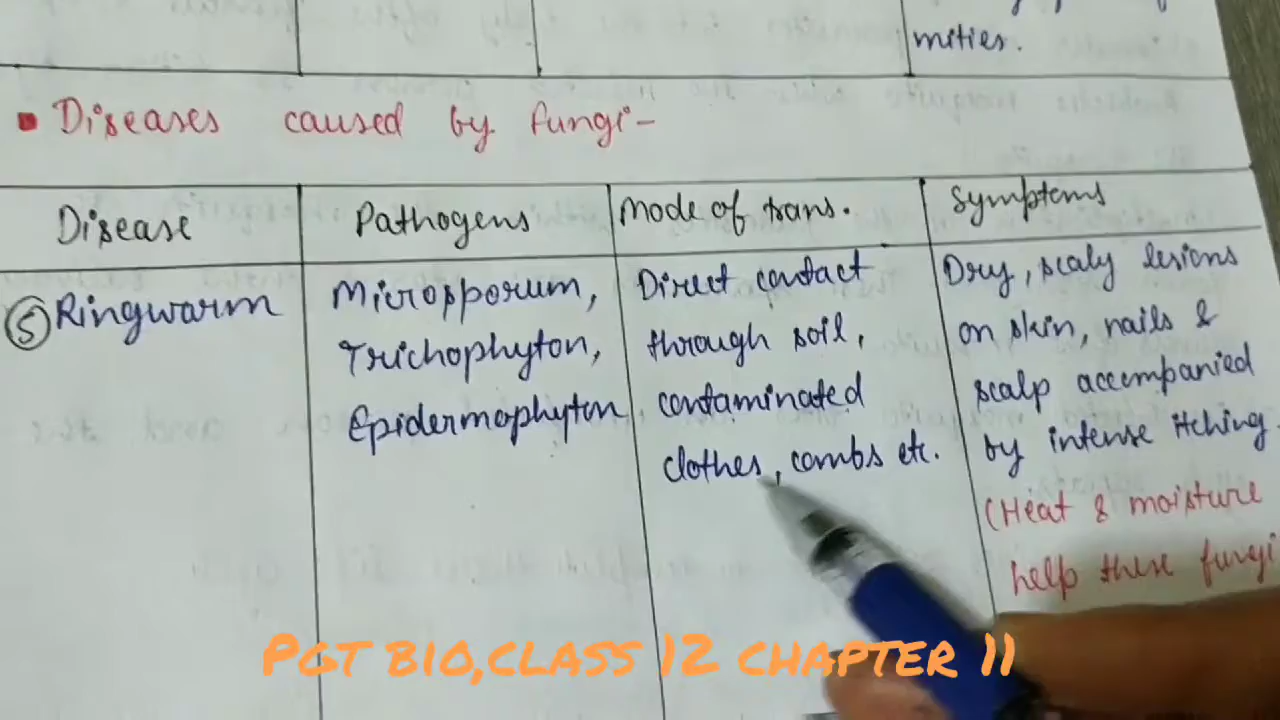 mities.
▪ Diseases caused by fungi-
Disease
Pathogens
Mode of trans.
Symptoms
⑤ Ringwarm
Microspporum,
Trichophyton,
Epidermophyton
Direct contact
through soil,
contaminated
clothes, combs etc.
Dry, scaly lesions
on skin, nails &
scalp accompanied
by intense itching.
(Heat & moisture
help these fungi
PGT BIO,CLASS 12 CHAPTER 11